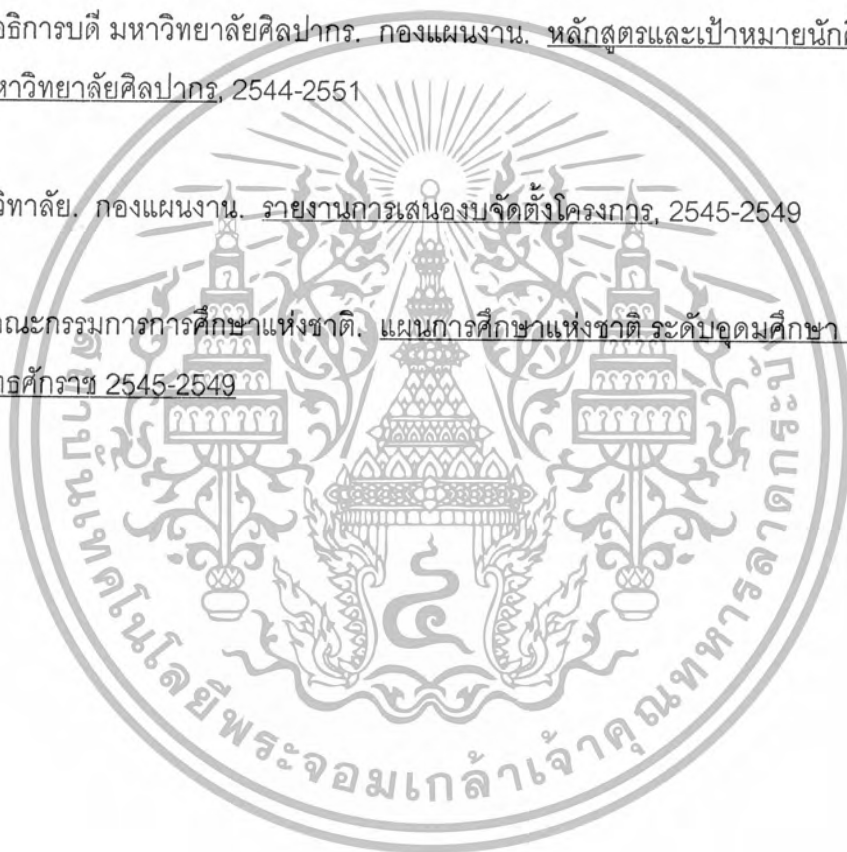 อธิการบดี มหาวิทยาลัยศิลปากร. กองแผนงาน. หลักสูตรและเป้าหมายนัก
หาวิทยาลัยศิลปากร, 2544-2551
วิทาลัย. กองแผนงาน. รายงานการเสนองบจัดตั้งโครงการ, 2545-2549
คณะกรรมการการศึกษาแห่งชาติ. แผนการศึกษาแห่งชาติ ระดับอุดมศึกษา
ทธศักราช 2545-2549
สถาบันเทคโนโลยีพระจอมเกล้าเจ้าคุณทหารลาดกระบัง
๔